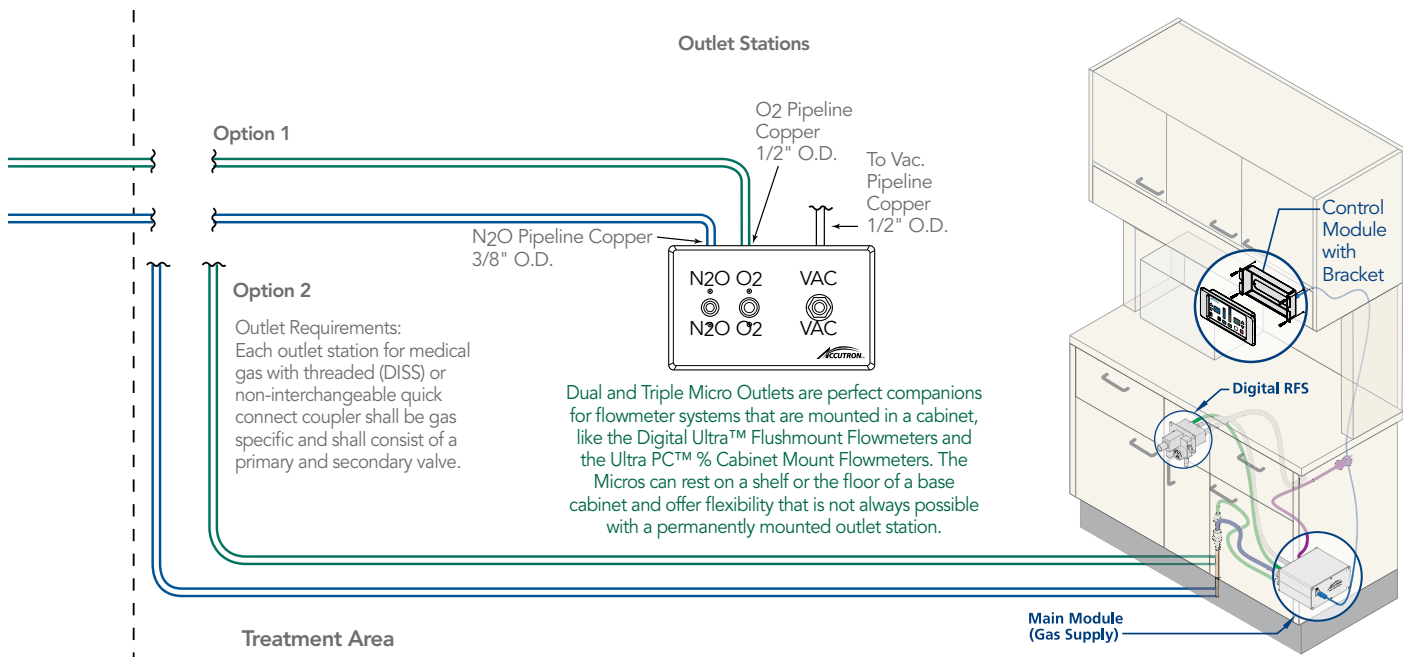 Outlet Stations
Option 1
O2 Pipeline
Copper
1/2" O.D.
To Vac.
Pipeline
Copper
1/2" O.D.
N2O Pipeline Copper
3/8" O.D.
N2O O2 VAC
N2O O2 VAC
ACCUTRON
Option 2
Outlet Requirements:
Each outlet station for medical
gas with threaded (DISS) or
non-interchangeable quick
connect coupler shall be gas
specific and shall consist of a
primary and secondary valve.
Dual and Triple Micro Outlets are perfect companions
for flowmeter systems that are mounted in a cabinet,
like the Digital Ultra™ Flushmount Flowmeters and
the Ultra PC™ % Cabinet Mount Flowmeters. The
Micros can rest on a shelf or the floor of a base
cabinet and offer flexibility that is not always possible
with a permanently mounted outlet station.
Control
Module
with
Bracket
Digital RFS
Main Module
(Gas Supply)
Treatment Area